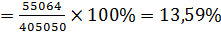 = 55064/405050 × 100% = 13,59%